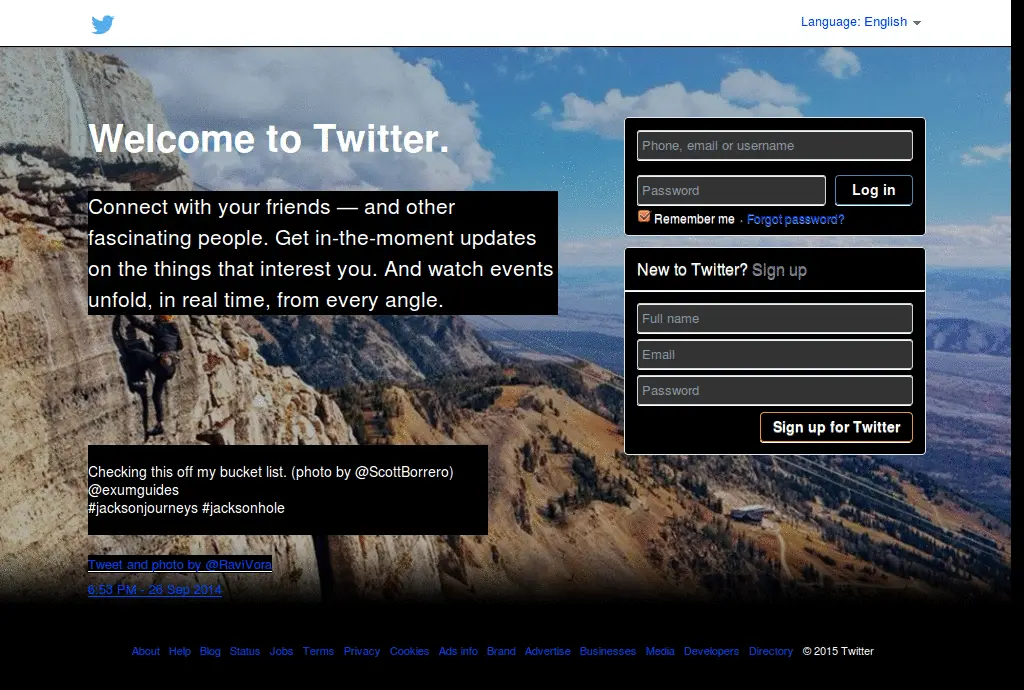 Language: English
Welcome to Twitter.
Connect with your friends — and other
fascinating people. Get in-the-moment updates
on the things that interest you. And watch events
unfold, in real time, from every angle.
Phone, email or username
Password
Log in
Remember me · Forgot password?
New to Twitter? Sign up
Full name
Email
Password
Sign up for Twitter
Checking this off my bucket list. (photo by @ScottBorrero)
@exumguides
#jacksonjourneys #jacksonhole
Tweet and photo by @RaviVora
6:53 PM - 26 Sep 2014
About Help Blog Status Jobs Terms Privacy Cookies Ads info Brand Advertise Businesses Media Developers Directory © 2015 Twitter